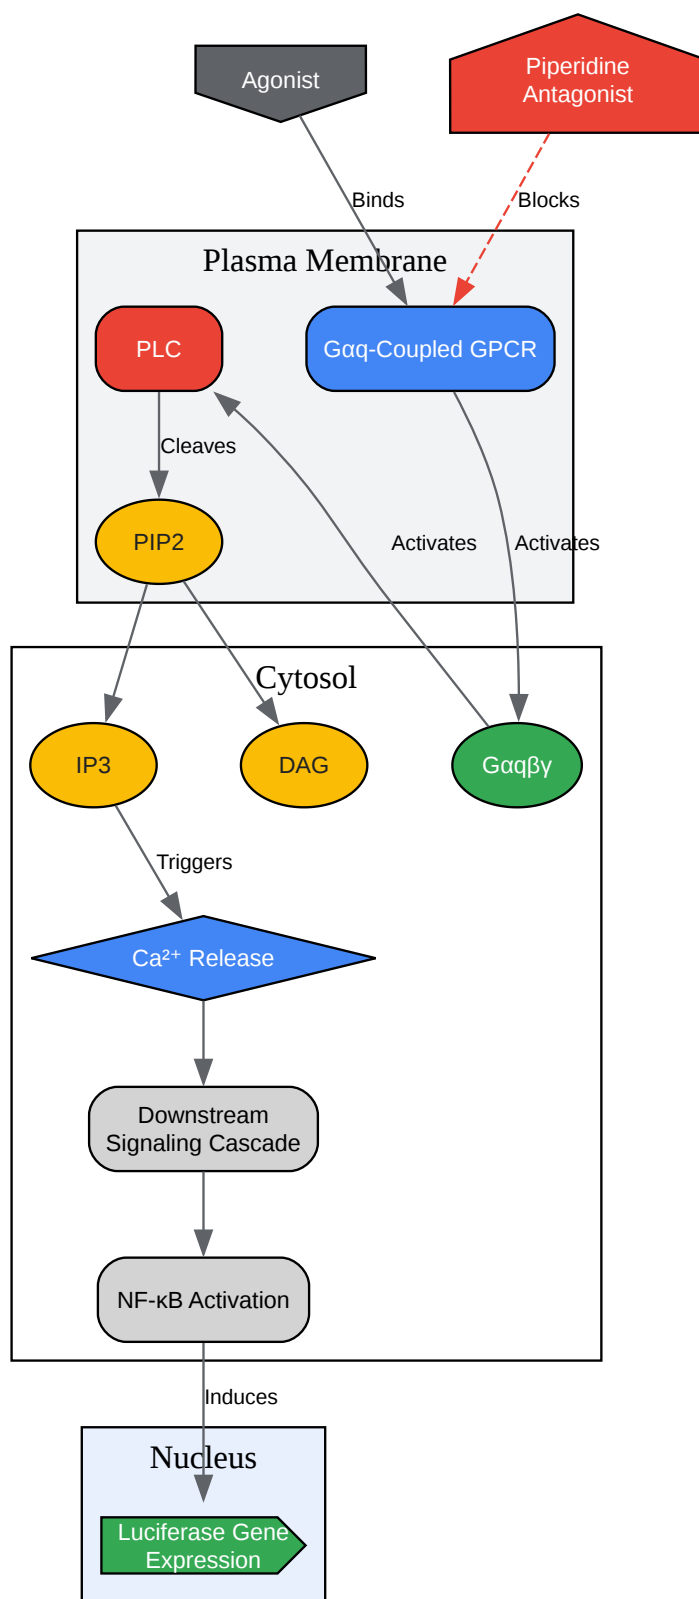 Agonist
Piperidine
Antagonist
Binds
Blocks
Plasma Membrane
PLC
Gαq-Coupled GPCR
Cleaves
PIP2
Activates
Activates
Cytosol
IP3
DAG
Gαqβγ
Triggers
Ca²⁺ Release
Downstream
Signaling Cascade
NF-κB Activation
Induces
Nucleus
Luciferase Gene
Expression